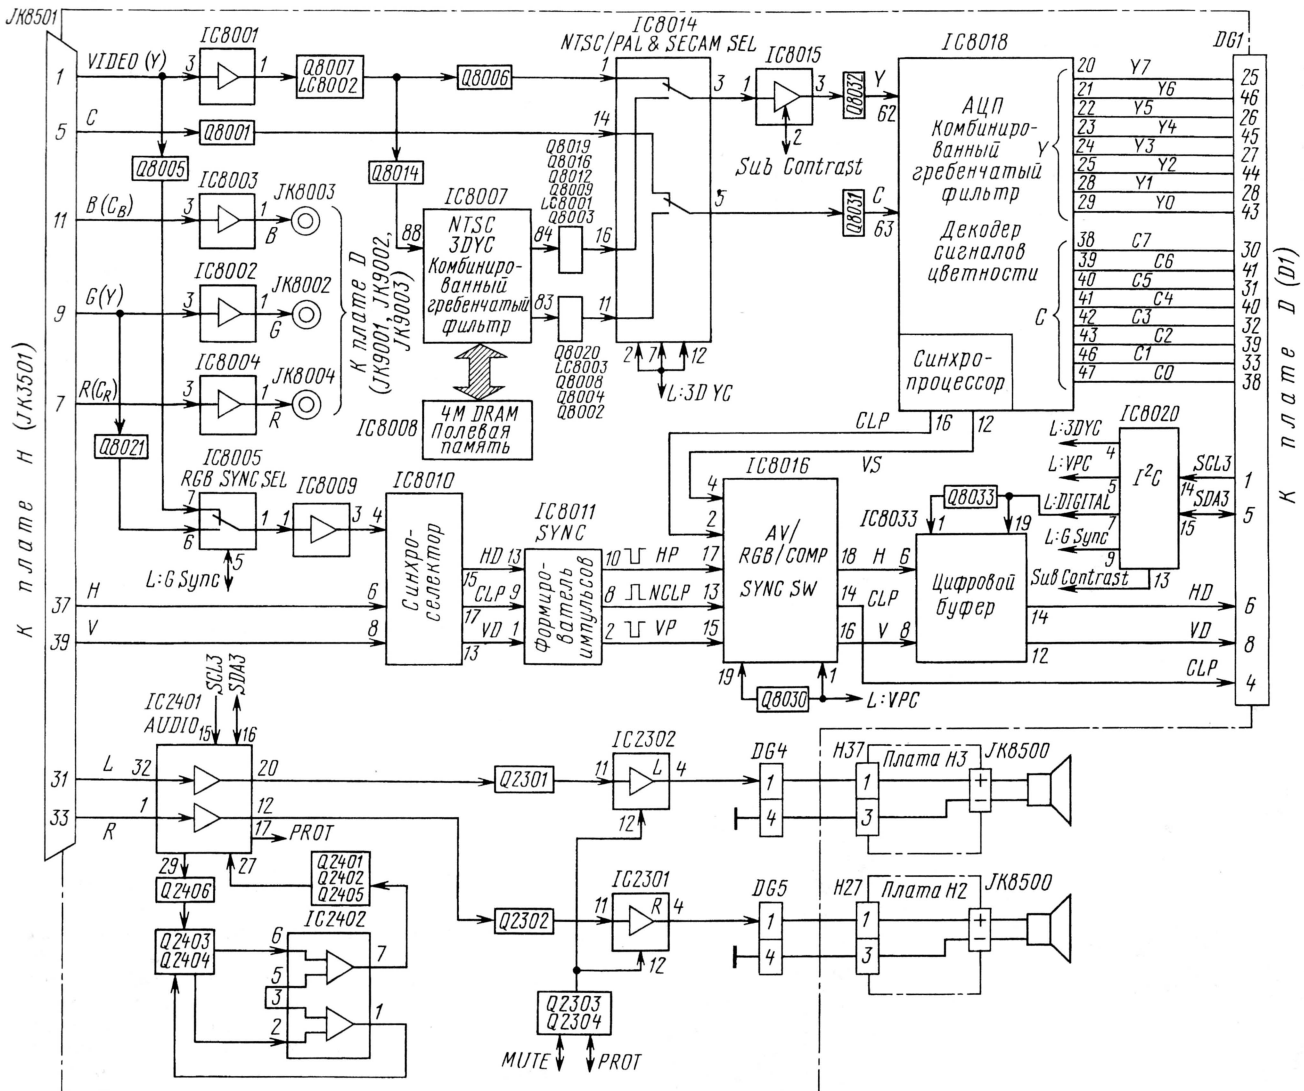 JK8501
IC8001
IC8014
NTSC/PAL & SECAM SEL
IC8015
IC8018
DG1
1 VIDEO (Y) 3 1
Q8007
LC8002
Q8006
1 3 1 3
2
Q8032
Y
62
Sub Contrast
5 C
Q8001
14
Q8005
Q8014
IC8003
JK8003
11 B (CB) 3 1
B
IC8002
JK8002
9 G(Y) 3 1
G
IC8004
JK8004
7 R(CR) 3 1
R
К плате D
(JK9001, JK9002,
JK9003)
IC8007
88
NTSC
3DYC
Комбиниро-
ванный
гребенчатый
фильтр
84
83
Q8019
Q8016
Q8012
Q8009
LC8001
Q8003
16
11
Q8020
LC8003
Q8008
Q8004
Q8002
2 7 12
L:3D YC
5
Q8031
C
63
IC8008
4M DRAM
Полевая
память
АЦП
Комбиниро-
ванный
гребенчатый
фильтр
Декодер
сигналов
цветности
Синхро-
процессор
Y
C
20 Y7 25
21 Y6 46
22 Y5 26
23 Y4 45
24 Y3 27
25 Y2 44
28 Y1 28
29 Y0 43
38 C7 30
39 C6 41
40 C5 31
41 C4 40
42 C3 32
43 C2 39
46 C1 33
47 C0 38
CLP 16 12
VS
К плате H (JK3501)
К плате D (D1)
Q8021
IC8005
RGB SYNC SEL
7
6
1
5
L:G Sync
IC8009
1 3
IC8010
4
6
8
Синхро-
селектор
HD 13
15
CLP 9
17
VD 1
13
IC8011
SYNC
Формиро-
ватель
импульсов
10 HP 17
8 NCLP 13
2 VP 15
IC8016
4
2
AV/
RGB/COMP
SYNC SW
18 H 6
14 CLP
16 V 8
19 1
Q8030
L:VPC
Q8033
IC8033
1 19
Цифровой
буфер
14
12
IC8020
I²C
L:3DYC
4
L:VPC
5
L:DIGITAL
7
L:G Sync
9
Sub Contrast
13
SCL3
14 1
SDA3
15 5
HD 6
VD 8
CLP 4
37 H
39 V
SCL3
SDA3
IC2401
AUDIO
15 16
31 L 32 20
33 R 1 12
17 PROT
29 27
Q2406
Q2401
Q2402
Q2405
Q2403
Q2404
IC2402
6
5
3
2
7
1
Q2301
IC2302
11 L 4
12
Q2302
IC2301
11 R 4
12
Q2303
Q2304
MUTE PROT
DG4
1
4
H37
1
3
Плата H3
+
−
JK8500
DG5
1
4
H27
1
3
Плата H2
+
−
JK8500